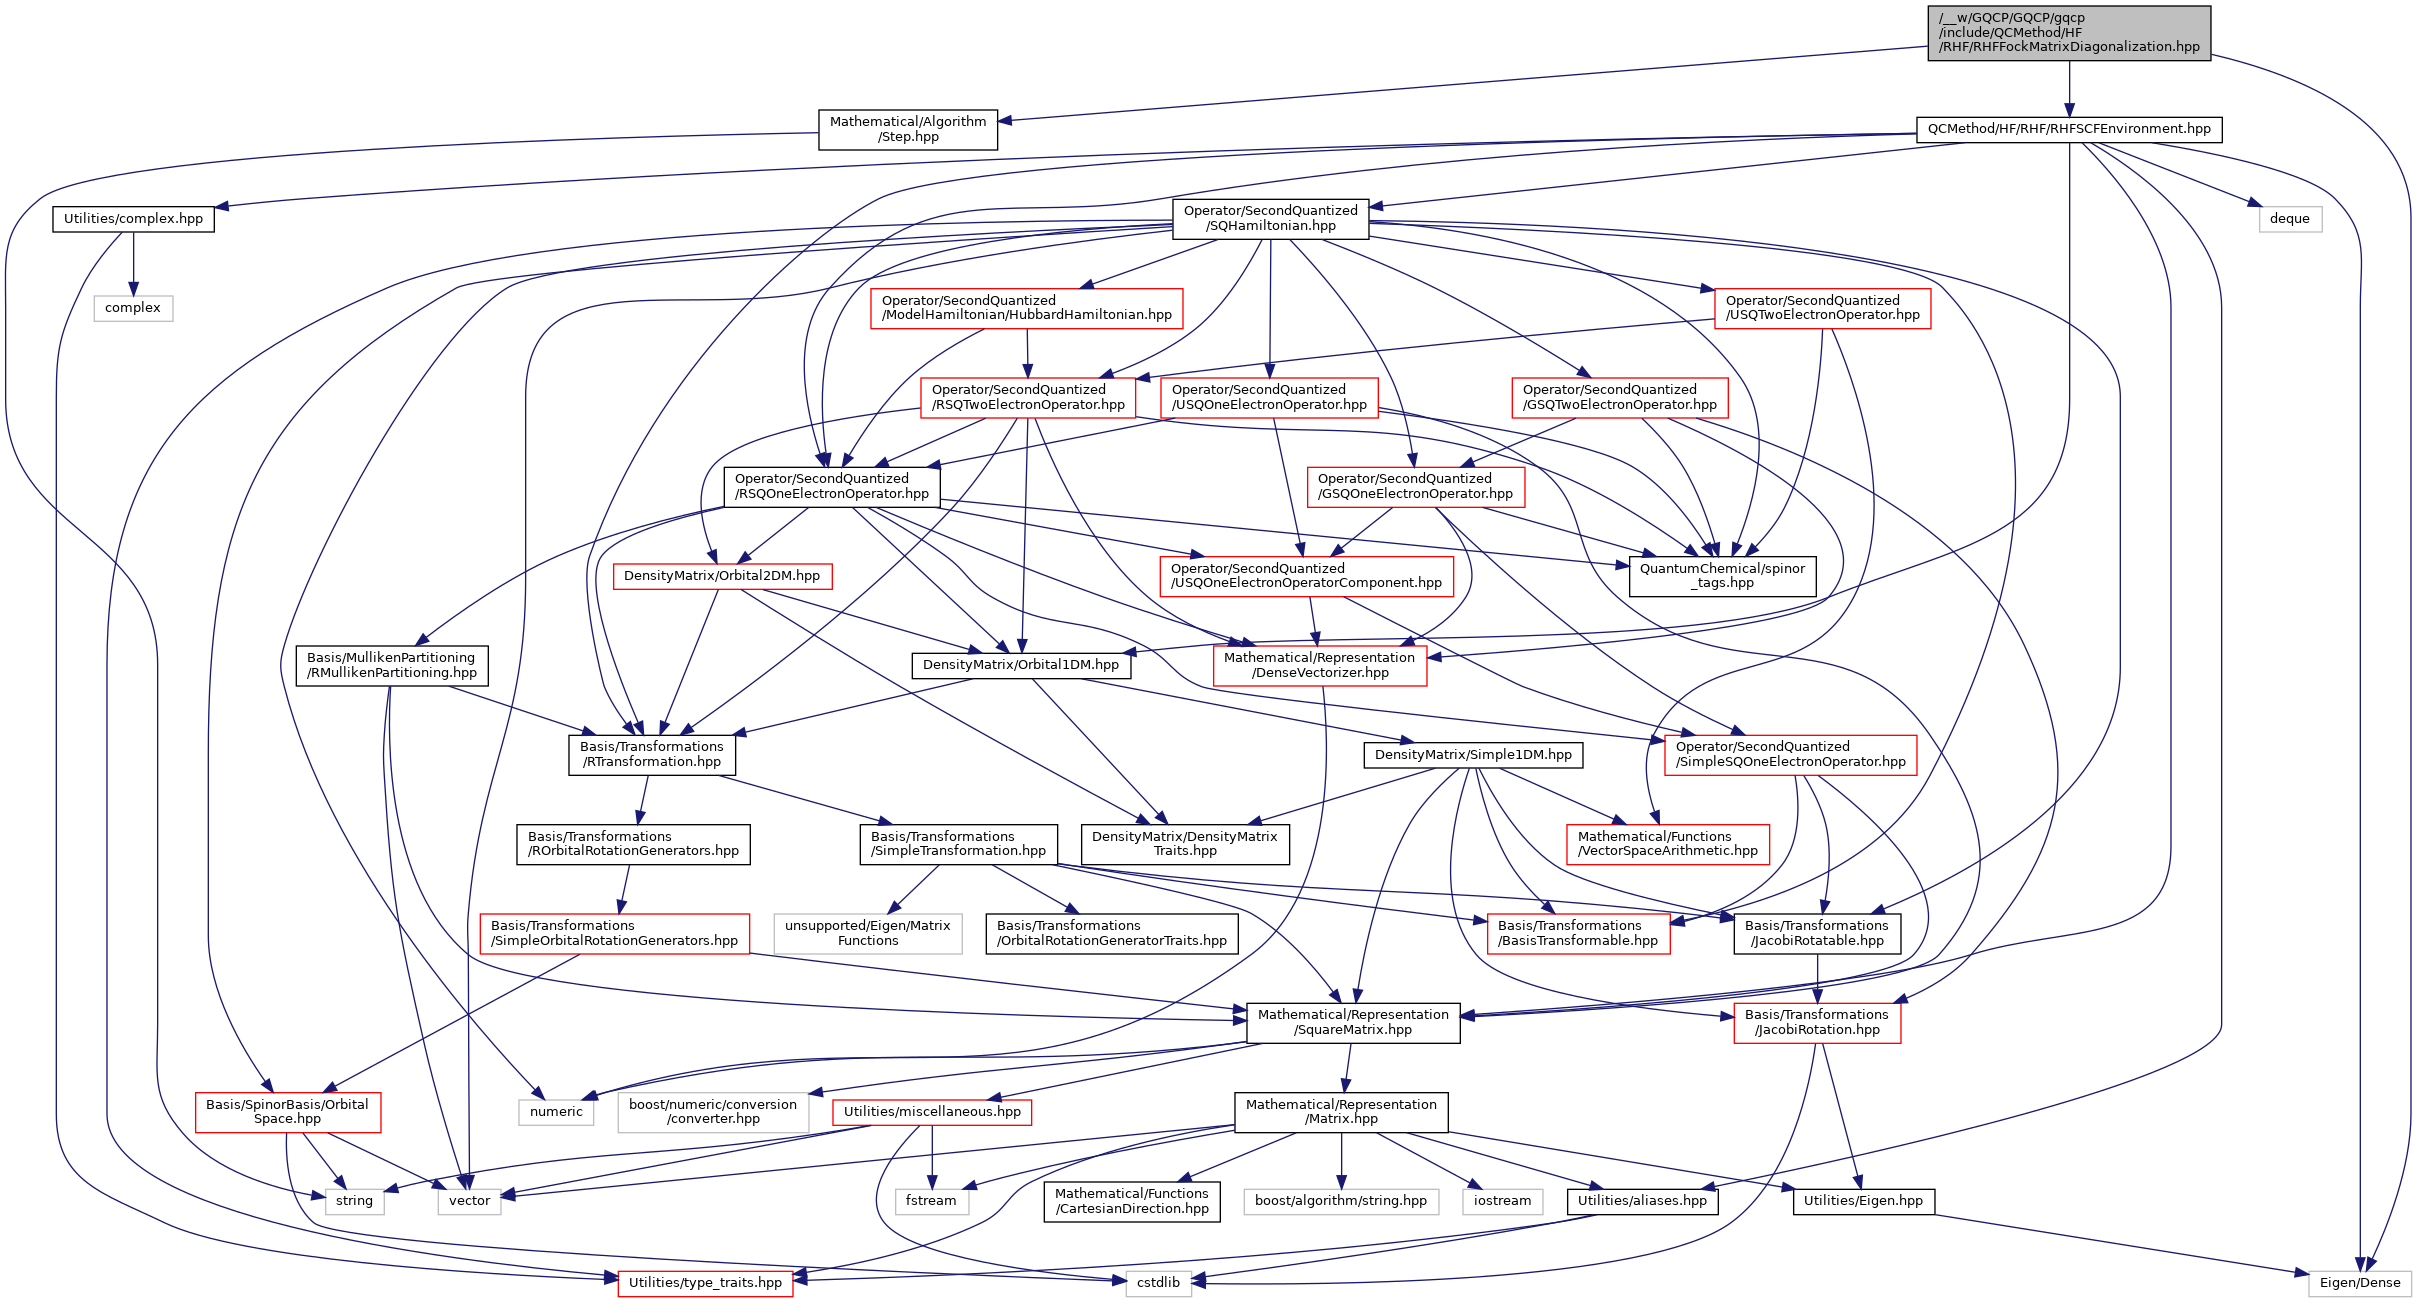 /__w/GQCP/GQCP/gqcp
/include/QCMethod/HF
/RHF/RHFFockMatrixDiagonalization.hpp
Mathematical/Algorithm
/Step.hpp
QCMethod/HF/RHF/RHFSCFEnvironment.hpp
Utilities/complex.hpp
Operator/SecondQuantized
/SQHamiltonian.hpp
deque
complex
Operator/SecondQuantized
/ModelHamiltonian/HubbardHamiltonian.hpp
Operator/SecondQuantized
/USQTwoElectronOperator.hpp
Operator/SecondQuantized
/RSQTwoElectronOperator.hpp
Operator/SecondQuantized
/USQOneElectronOperator.hpp
Operator/SecondQuantized
/GSQTwoElectronOperator.hpp
Operator/SecondQuantized
/RSQOneElectronOperator.hpp
Operator/SecondQuantized
/GSQOneElectronOperator.hpp
DensityMatrix/Orbital2DM.hpp
Operator/SecondQuantized
/USQOneElectronOperatorComponent.hpp
QuantumChemical/spinor
_tags.hpp
Basis/MullikenPartitioning
/RMullikenPartitioning.hpp
DensityMatrix/Orbital1DM.hpp
Mathematical/Representation
/DenseVectorizer.hpp
Basis/Transformations
/RTransformation.hpp
DensityMatrix/Simple1DM.hpp
Operator/SecondQuantized
/SimpleSQOneElectronOperator.hpp
Basis/Transformations
/ROrbitalRotationGenerators.hpp
Basis/Transformations
/SimpleTransformation.hpp
DensityMatrix/DensityMatrix
Traits.hpp
Mathematical/Functions
/VectorSpaceArithmetic.hpp
Basis/Transformations
/SimpleOrbitalRotationGenerators.hpp
unsupported/Eigen/Matrix
Functions
Basis/Transformations
/OrbitalRotationGeneratorTraits.hpp
Basis/Transformations
/BasisTransformable.hpp
Basis/Transformations
/JacobiRotatable.hpp
Mathematical/Representation
/SquareMatrix.hpp
Basis/Transformations
/JacobiRotation.hpp
Basis/SpinorBasis/Orbital
Space.hpp
numeric
boost/numeric/conversion
/converter.hpp
Utilities/miscellaneous.hpp
Mathematical/Representation
/Matrix.hpp
string
vector
fstream
Mathematical/Functions
/CartesianDirection.hpp
boost/algorithm/string.hpp
iostream
Utilities/aliases.hpp
Utilities/Eigen.hpp
Utilities/type_traits.hpp
cstdlib
Eigen/Dense